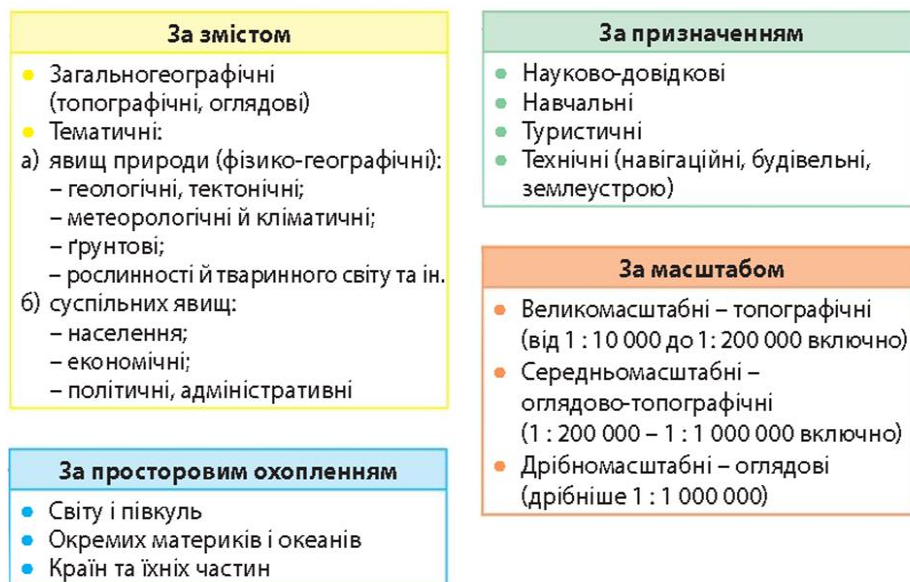 За змістом
Загальногеографічні
(топографічні, оглядові)
Тематичні:
а) явищ природи (фізико-географічні):
– геологічні, тектонічні;
– метеорологічні й кліматичні;
– ґрунтові;
– рослинності й тваринного світу та ін.
б) суспільних явищ:
– населення;
– економічні;
– політичні, адміністративні
За просторовим охопленням
Світу і півкуль
Окремих материків і океанів
Країн та їхніх частин
За призначенням
Науково-довідкові
Навчальні
Туристичні
Технічні (навігаційні, будівельні,
землеустрою)
За масштабом
Великомасштабні – топографічні
(від 1 : 10 000 до 1: 200 000 включно)
Середньомасштабні –
оглядово-топографічні
(1 : 200 000 – 1 : 1 000 000 включно)
Дрібномасштабні – оглядові
(дрібніше 1 : 1 000 000)